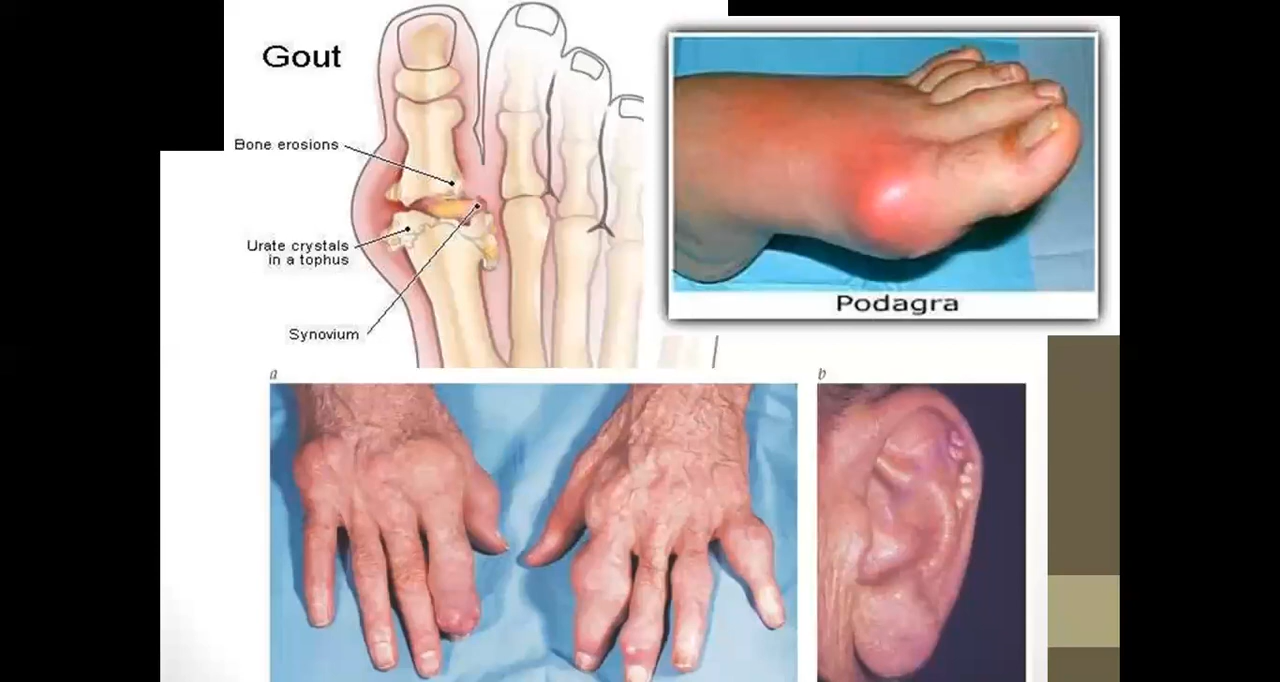 Gout
Bone erosions
Urate crystals
in a tophus
Synovium
Podagra
a
b